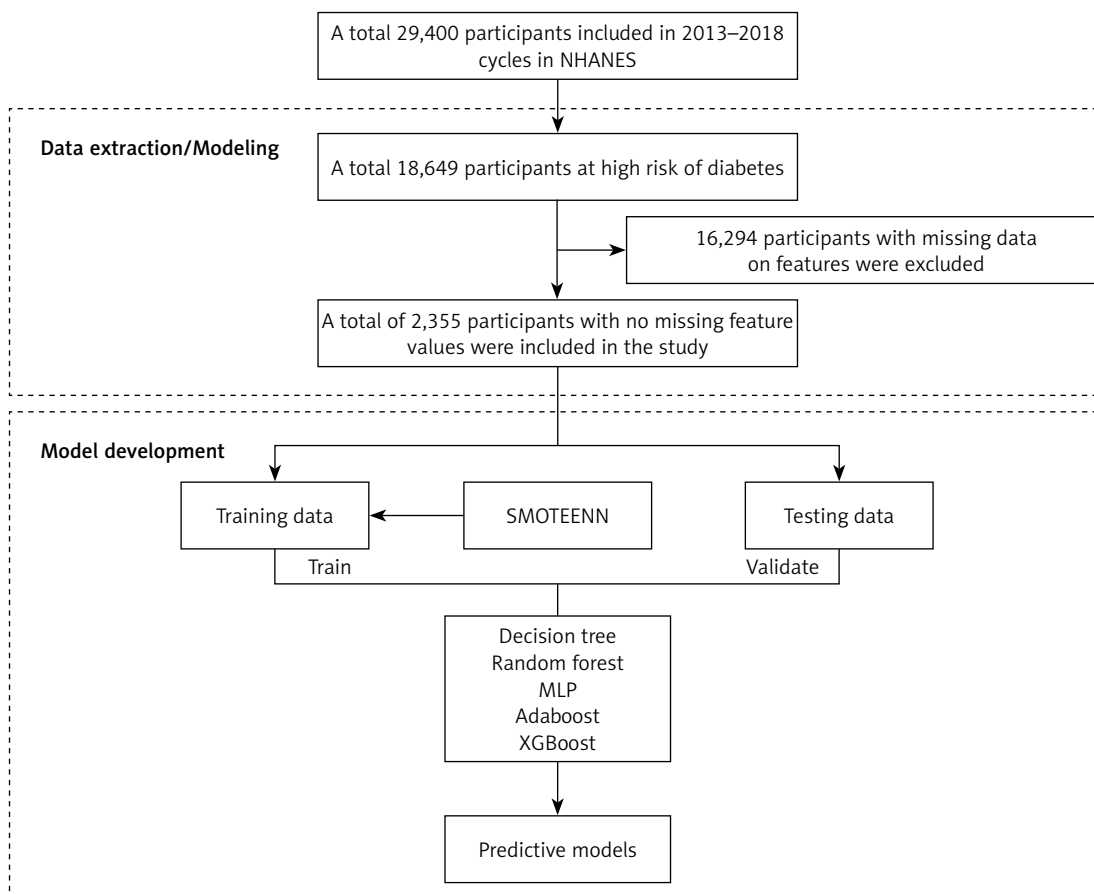 A total 29,400 participants included in 2013–2018
cycles in NHANES
Data extraction/Modeling
A total 18,649 participants at high risk of diabetes
16,294 participants with missing data
on features were excluded
A total of 2,355 participants with no missing feature
values were included in the study
Model development
Training data
SMOTEENN
Testing data
Train
Validate
Decision tree
Random forest
MLP
Adaboost
XGBoost
Predictive models